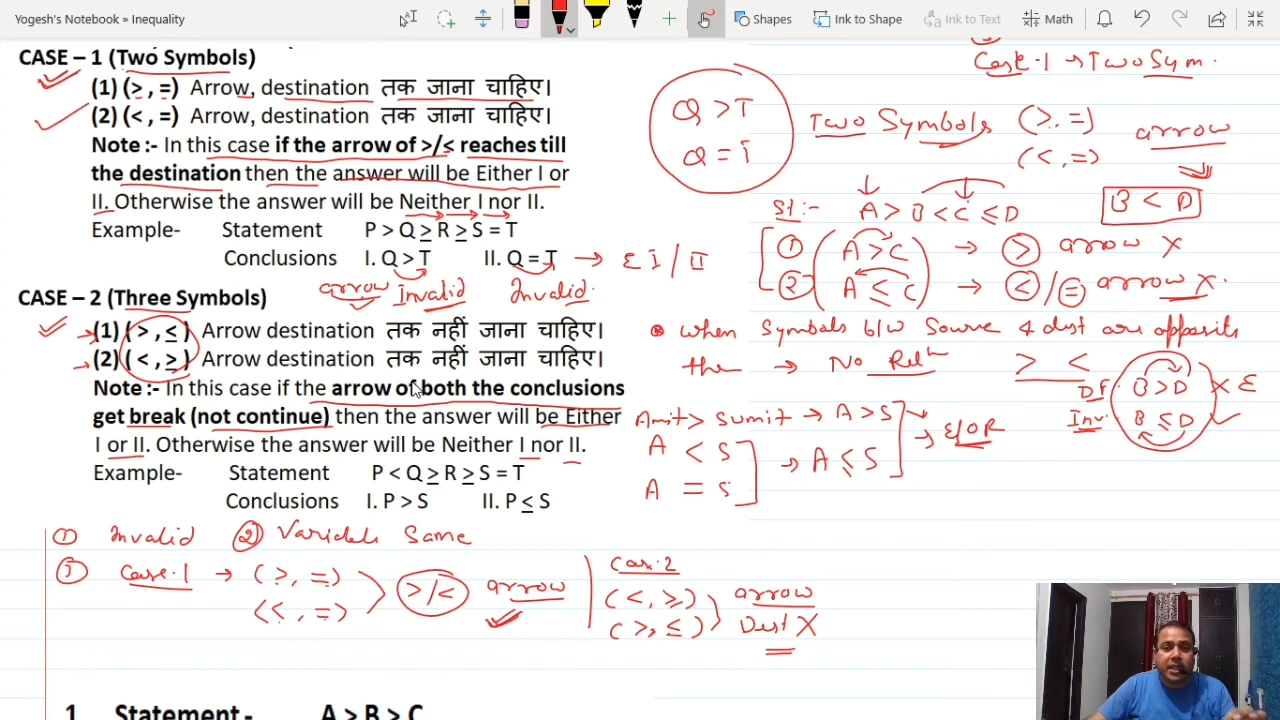 Yogesh's Notebook » Inequality
Shapes
Ink to Shape
Ink to Text
Math
CASE – 1 (Two Symbols)
(1) (> , =) Arrow, destination तक जाना चाहिए।
(2) (< , =) Arrow, destination तक जाना चाहिए।
Note :- In this case if the arrow of >/< reaches till
the destination then the answer will be Either I or
II. Otherwise the answer will be Neither I nor II.
Example- Statement P > Q ≥ R ≥ S = T
Conclusions I. Q > T II. Q = T → E I / II
arrow Invalid Invalid.
CASE – 2 (Three Symbols)
(1) ( > , ≤ ) Arrow destination तक नहीं जाना चाहिए।
(2) ( < , ≥ ) Arrow destination तक नहीं जाना चाहिए।
Note :- In this case if the arrow of both the conclusions
get break (not continue) then the answer will be Either
I or II. Otherwise the answer will be Neither I nor II.
Example- Statement P < Q ≥ R ≥ S = T
Conclusions I. P > S II. P ≤ S
① Invalid ② Variable Same
③ Case-1 → (>, =) >/< arrow
(<, =)
Case-2
(<, ≥) arrow
(>, ≤) Dest X
Case-1 → Two Sym.
Q > T
Q = T
Two Symbols (>, =) arrow
(<, =)
St :- A > B < C ≤ D B < D
① A > C → > arrow X
② A ≤ C → < / = arrow X.
• when Symbols b/w Source & dest are opposite
then → No Relⁿ > <
Amit > Sumit → A > S
A < S
A = S → A ≤ S → E/OR
Df. B > D X E
Inv. B ≤ D
1. Statement - A > B > C